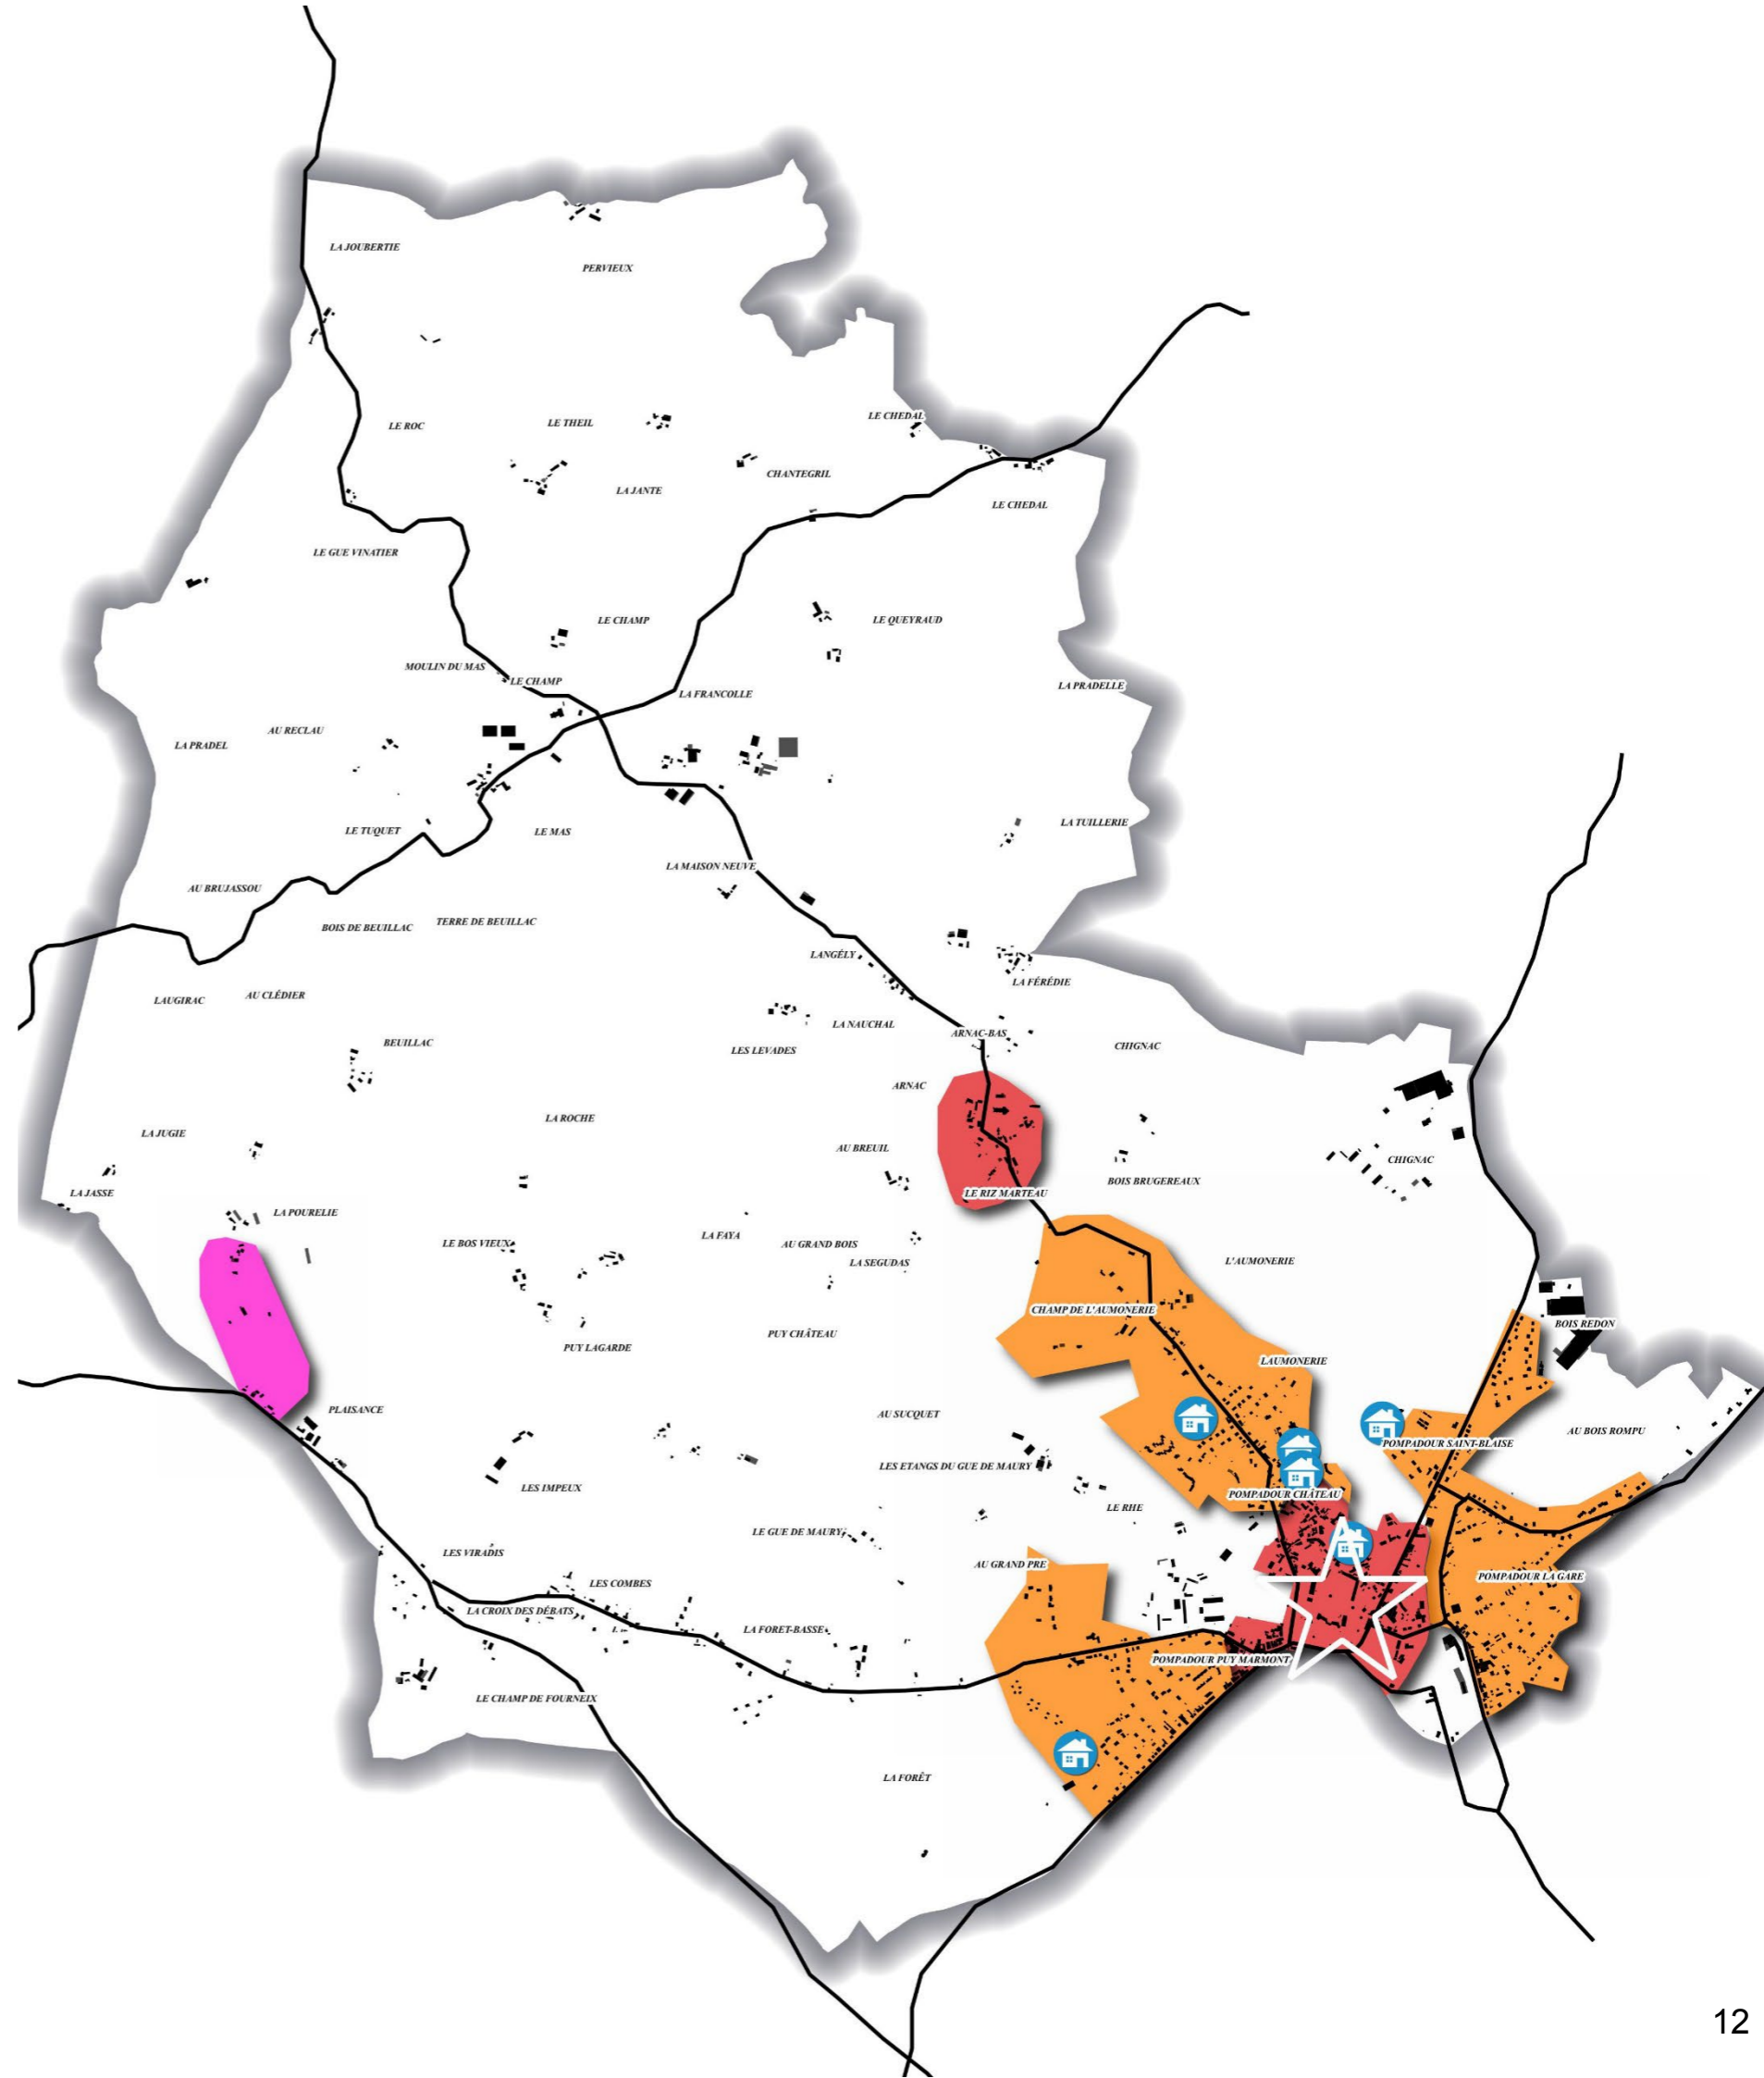 LA JOUBERTIE
PERVIEUX
LE CHEDAL
LE ROC
LE THEIL
CHANTEGRIL
LA JANTE
LE CHEDAL
LE GUE VINATIER
LE CHAMP
LE QUEYRAUD
MOULIN DU MAS
LE CHAMP
LA PRADELLE
LA FRANCOLLE
AU RECLAU
LA PRADEL
LA TUILLERIE
LE TUQUET
LE MAS
LA MAISON NEUVE
AU BRUJASSOU
TERRE DE BEUILLAC
BOIS DE BEUILLAC
LANGÉLY
LA FÉRÉDIE
AU CLÉDIER
LAUGIRAC
LA NAUCHAL
ARNAC-BAS
BEUILLAC
CHIGNAC
LES LEVADES
ARNAC
LA ROCHE
LA JUGIE
AU BREUIL
CHIGNAC
BOIS BRUGEREAUX
LA JASSE
LE RIZ MARTEAU
LA POURELIE
LA FAYA
LE BOS VIEUX
AU GRAND BOIS
LA SEGUDAS
L'AUMONERIE
CHAMP DE L'AUMONERIE
BOIS REDON
PUY CHÂTEAU
PUY LAGARDE
LAUMONERIE
PLAISANCE
AU SUCQUET
AU BOIS ROMPU
POMPADOUR SAINT-BLAISE
LES ETANGS DU GUE DE MAURY
LES IMPEUX
POMPADOUR CHÂTEAU
LE RHE
LE GUE DE MAURY
LES VIRADIS
AU GRAND PRE
POMPADOUR LA GARE
LES COMBES
LA CROIX DES DÉBATS
LA FORET-BASSE
POMPADOUR PUY MARMONT
LE CHAMP DE FOURNEIX
LA FORÊT
12